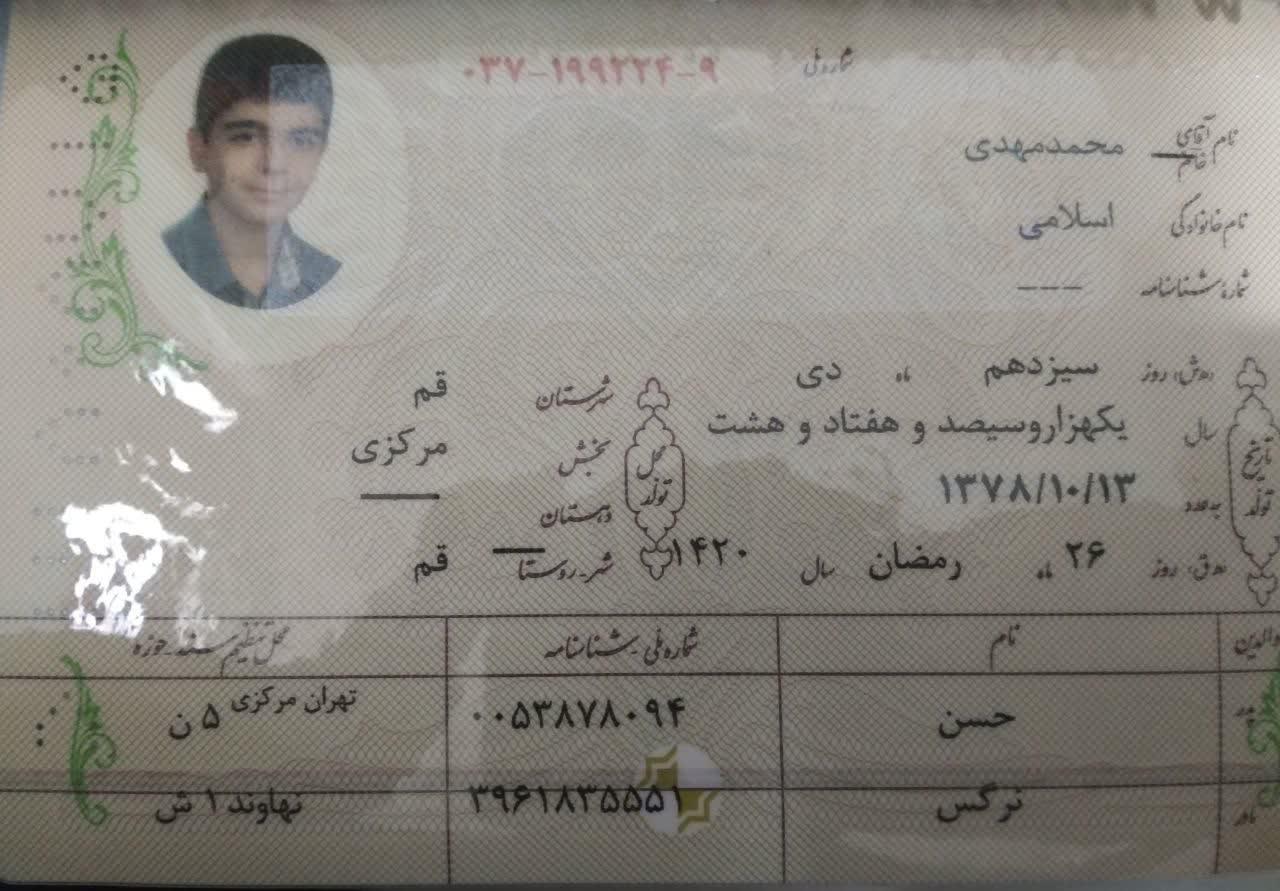 شماره ملی ۰۳۷-۱۹۹۲۲۴-۹
نام آقای خانم محمدمهدی
نام خانوادگی اسلامی
شماره شناسنامه ---
تاریخ تولد
(ه‍.ش) روز سیزدهم ماه دی
سال یکهزاروسیصد و هفتاد و هشت
به عدد ۱۳۷۸/۱۰/۱۳
(ه‍.ق) روز ۲۶ ماه رمضان سال ۱۴۲۰
محل تولد
شهرستان قم
بخش مرکزی
دهستان
شهر-روستا قم
والدین نام شماره ملی-شناسنامه محل تنظیم سند-حوزه
پدر حسن ۰۰۵۳۸۷۸۰۹۴ تهران مرکزی ۵ ن
مادر نرگس ۳۹۶۱۸۳۵۵۵۱ نهاوند ۱ ش